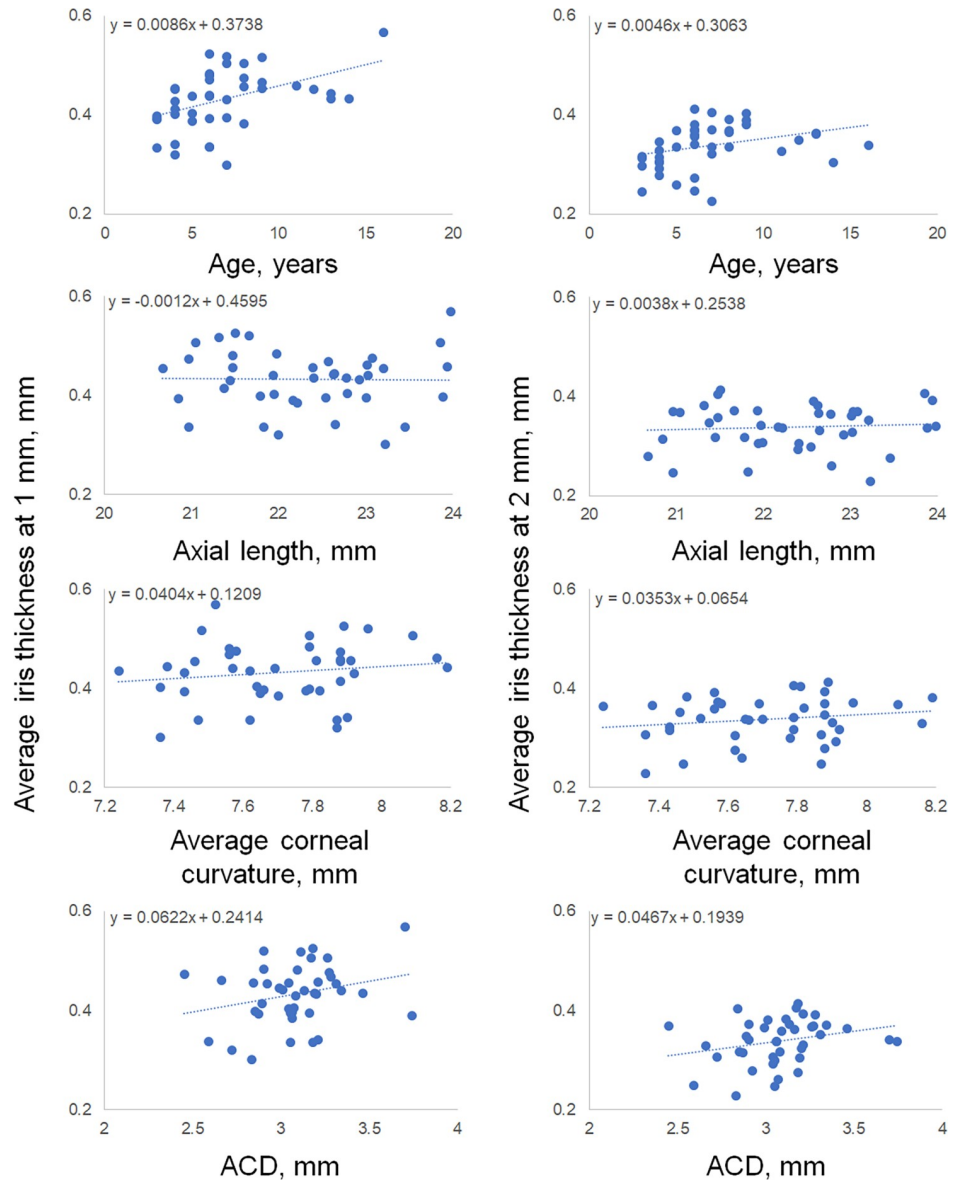 Average iris thickness at 1 mm, mm
0.6
0.4
0.2
y = 0.0086x + 0.3738
0 5 10 15 20
Age, years
0.6
0.4
0.2
y = -0.0012x + 0.4595
20 21 22 23 24
Axial length, mm
0.6
0.4
0.2
y = 0.0404x + 0.1209
7.2 7.4 7.6 7.8 8 8.2
Average corneal
curvature, mm
0.6
0.4
0.2
y = 0.0622x + 0.2414
2 2.5 3 3.5 4
ACD, mm
Average iris thickness at 2 mm, mm
0.6
0.4
0.2
y = 0.0046x + 0.3063
0 5 10 15 20
Age, years
0.6
0.4
0.2
y = 0.0038x + 0.2538
20 21 22 23 24
Axial length, mm
0.6
0.4
0.2
y = 0.0353x + 0.0654
7.2 7.4 7.6 7.8 8 8.2
Average corneal
curvature, mm
0.6
0.4
0.2
y = 0.0467x + 0.1939
2 2.5 3 3.5 4
ACD, mm